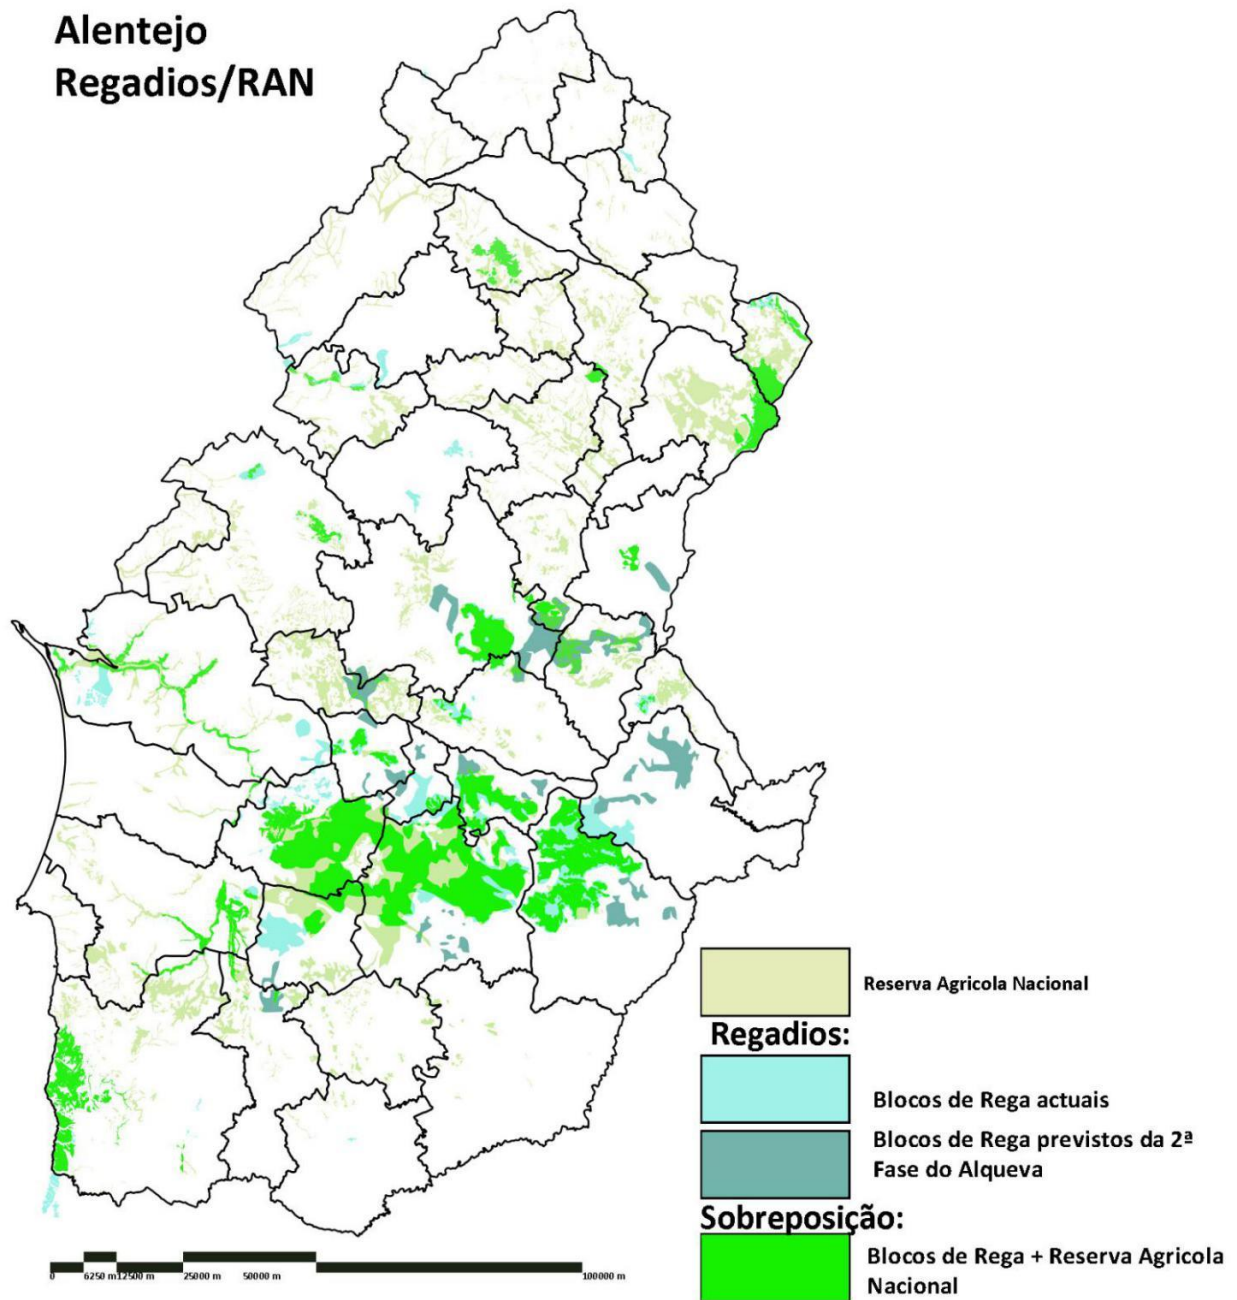 Alentejo
Regadios/RAN
Reserva Agricola Nacional
Regadios:
Blocos de Rega actuais
Blocos de Rega previstos da 2ª
Fase do Alqueva
Sobreposição:
Blocos de Rega + Reserva Agricola
Nacional
0 6250 m 12500 m 25000 m 50000 m 100000 m